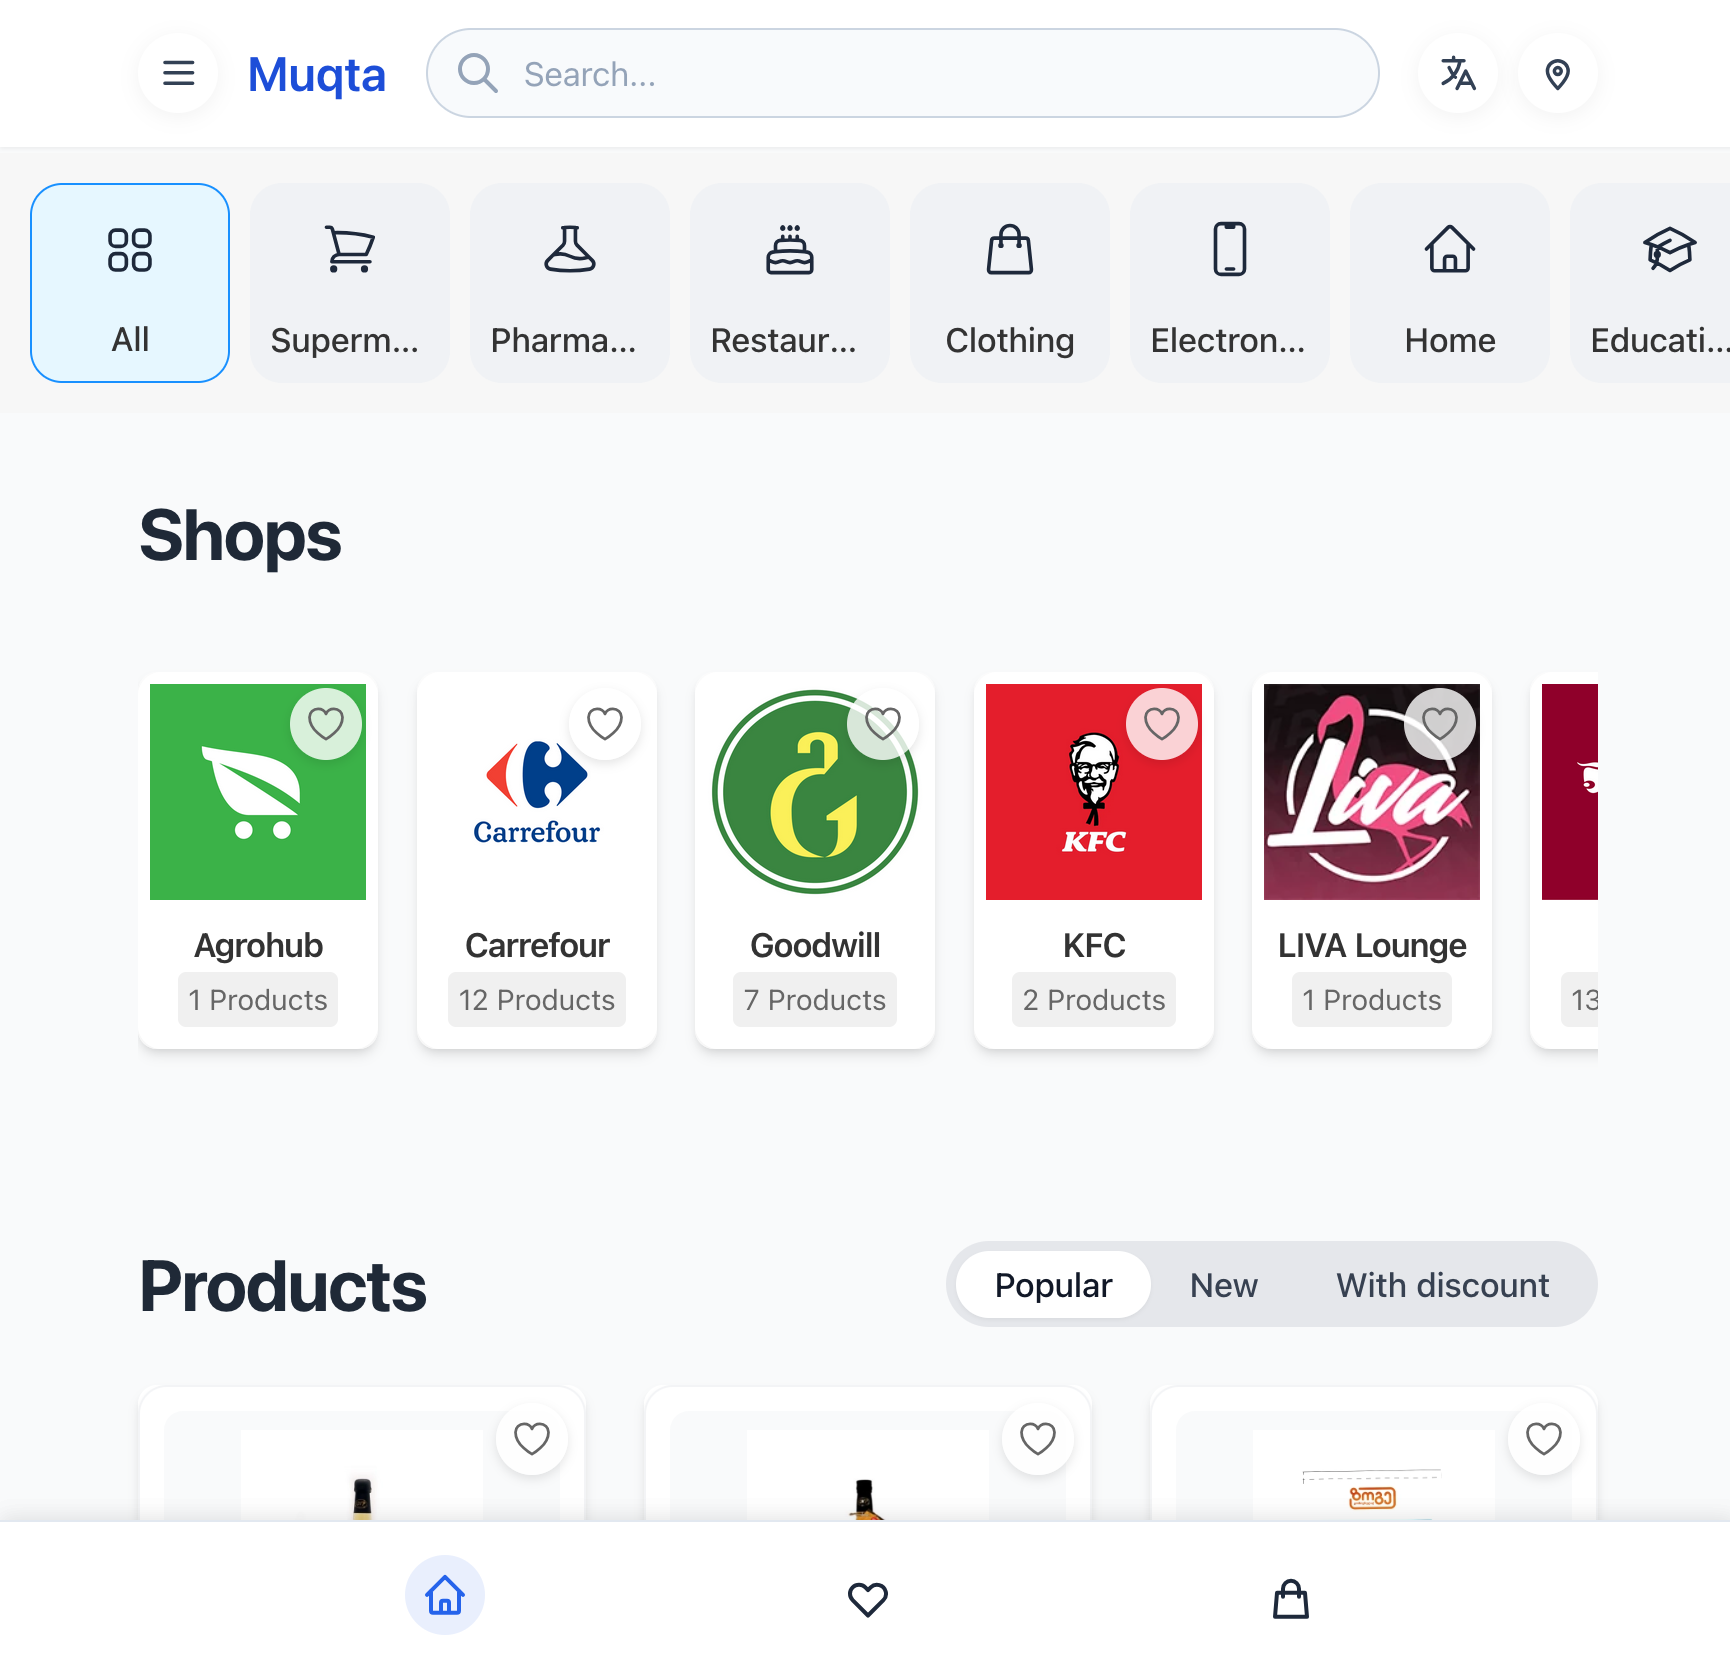 Muqta
Search...
All
Superm...
Pharma...
Restaur...
Clothing
Electron...
Home
Educati...
Shops
Carrefour
KFC
Liva
Agrohub
Carrefour
Goodwill
KFC
LIVA Lounge
1 Products
12 Products
7 Products
2 Products
1 Products
13
Products
Popular
New
With discount